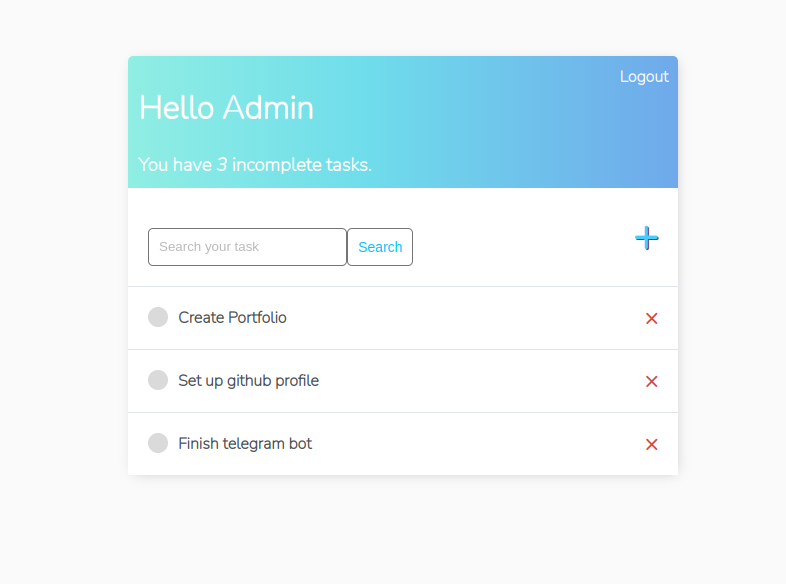 Logout
Hello Admin
You have 3 incomplete tasks.
Search your task Search
Create Portfolio
Set up github profile
Finish telegram bot